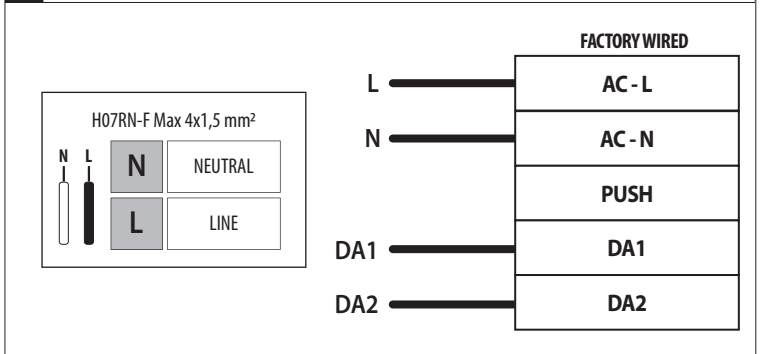 H07RN-F Max 4x1,5 mm²
N L
N NEUTRAL
L LINE
FACTORY WIRED
L AC - L
N AC - N
PUSH
DA1 DA1
DA2 DA2